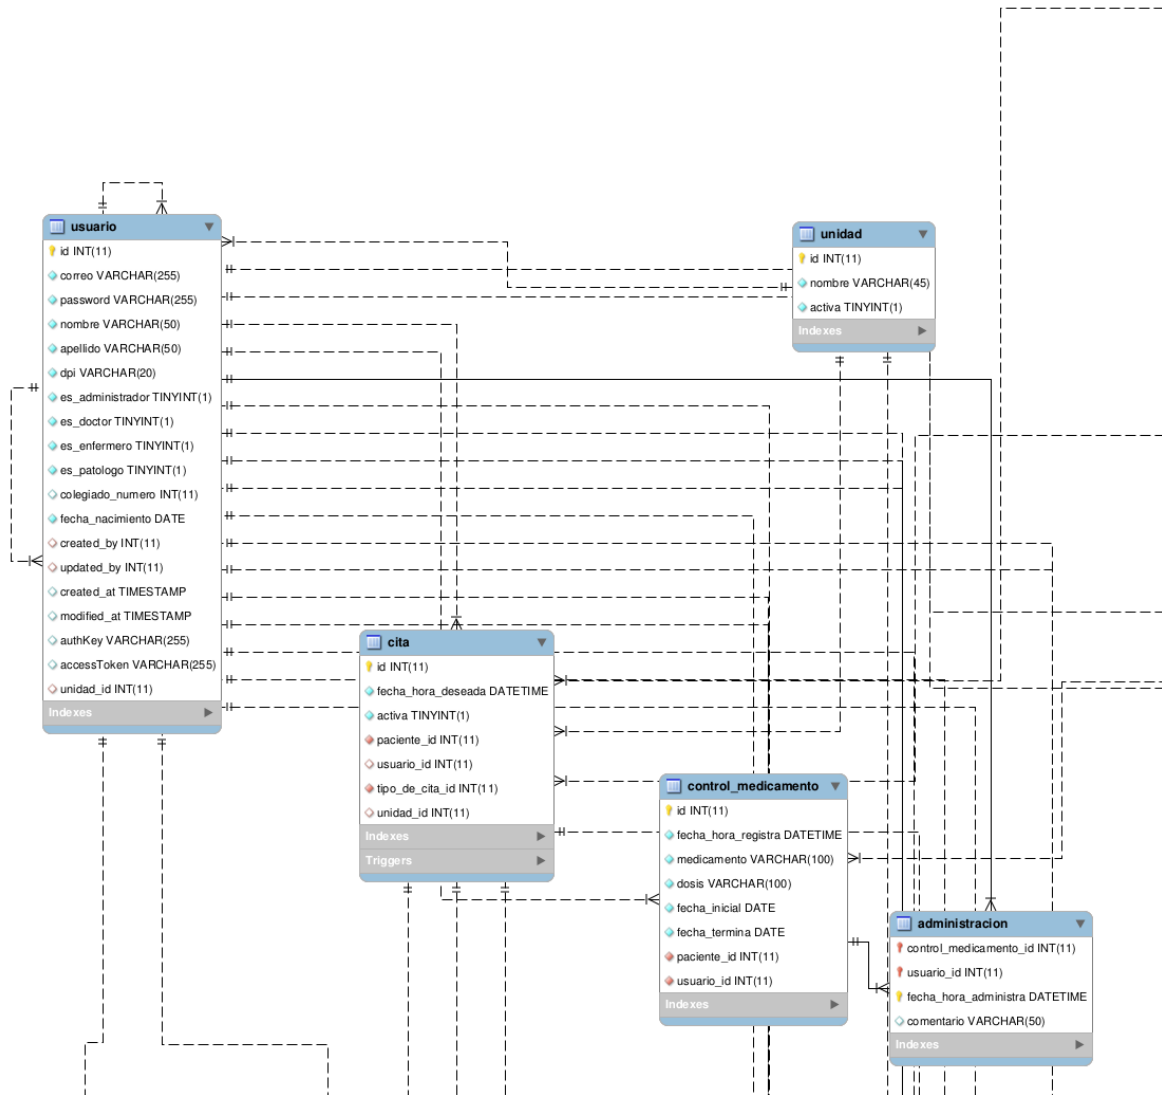 usuario
id INT(11)
correo VARCHAR(255)
password VARCHAR(255)
nombre VARCHAR(50)
apellido VARCHAR(50)
dpi VARCHAR(20)
es_administrador TINYINT(1)
es_doctor TINYINT(1)
es_enfermero TINYINT(1)
es_patologo TINYINT(1)
colegiado_numero INT(11)
fecha_nacimiento DATE
created_by INT(11)
updated_by INT(11)
created_at TIMESTAMP
modified_at TIMESTAMP
authKey VARCHAR(255)
accessToken VARCHAR(255)
unidad_id INT(11)
Indexes
unidad
id INT(11)
nombre VARCHAR(45)
activa TINYINT(1)
Indexes
cita
id INT(11)
fecha_hora_deseada DATETIME
activa TINYINT(1)
paciente_id INT(11)
usuario_id INT(11)
tipo_de_cita_id INT(11)
unidad_id INT(11)
Indexes
Triggers
control_medicamento
id INT(11)
fecha_hora_registra DATETIME
medicamento VARCHAR(100)
dosis VARCHAR(100)
fecha_inicial DATE
fecha_termina DATE
paciente_id INT(11)
usuario_id INT(11)
Indexes
administracion
control_medicamento_id INT(11)
usuario_id INT(11)
fecha_hora_administra DATETIME
comentario VARCHAR(50)
Indexes